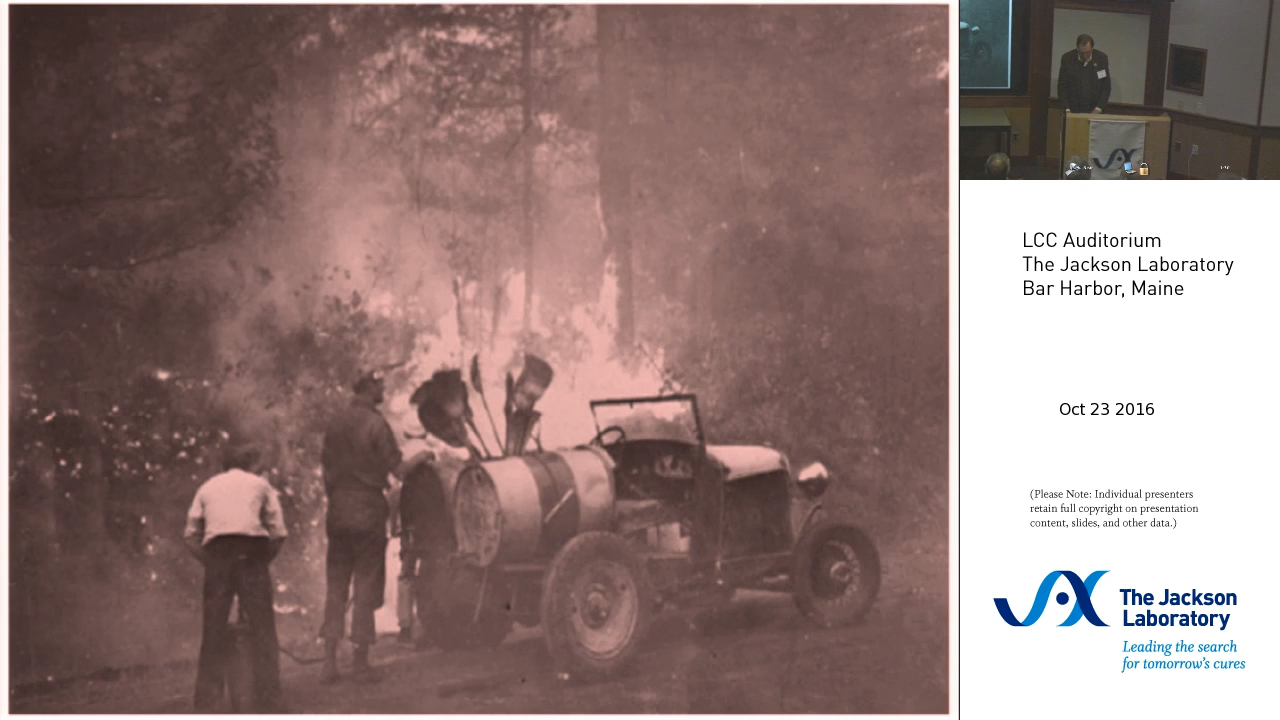 LCC Auditorium
The Jackson Laboratory
Bar Harbor, Maine
Oct 23 2016
(Please Note: Individual presenters
retain full copyright on presentation
content, slides, and other data.)
The Jackson
Laboratory
Leading the search
for tomorrow's cures